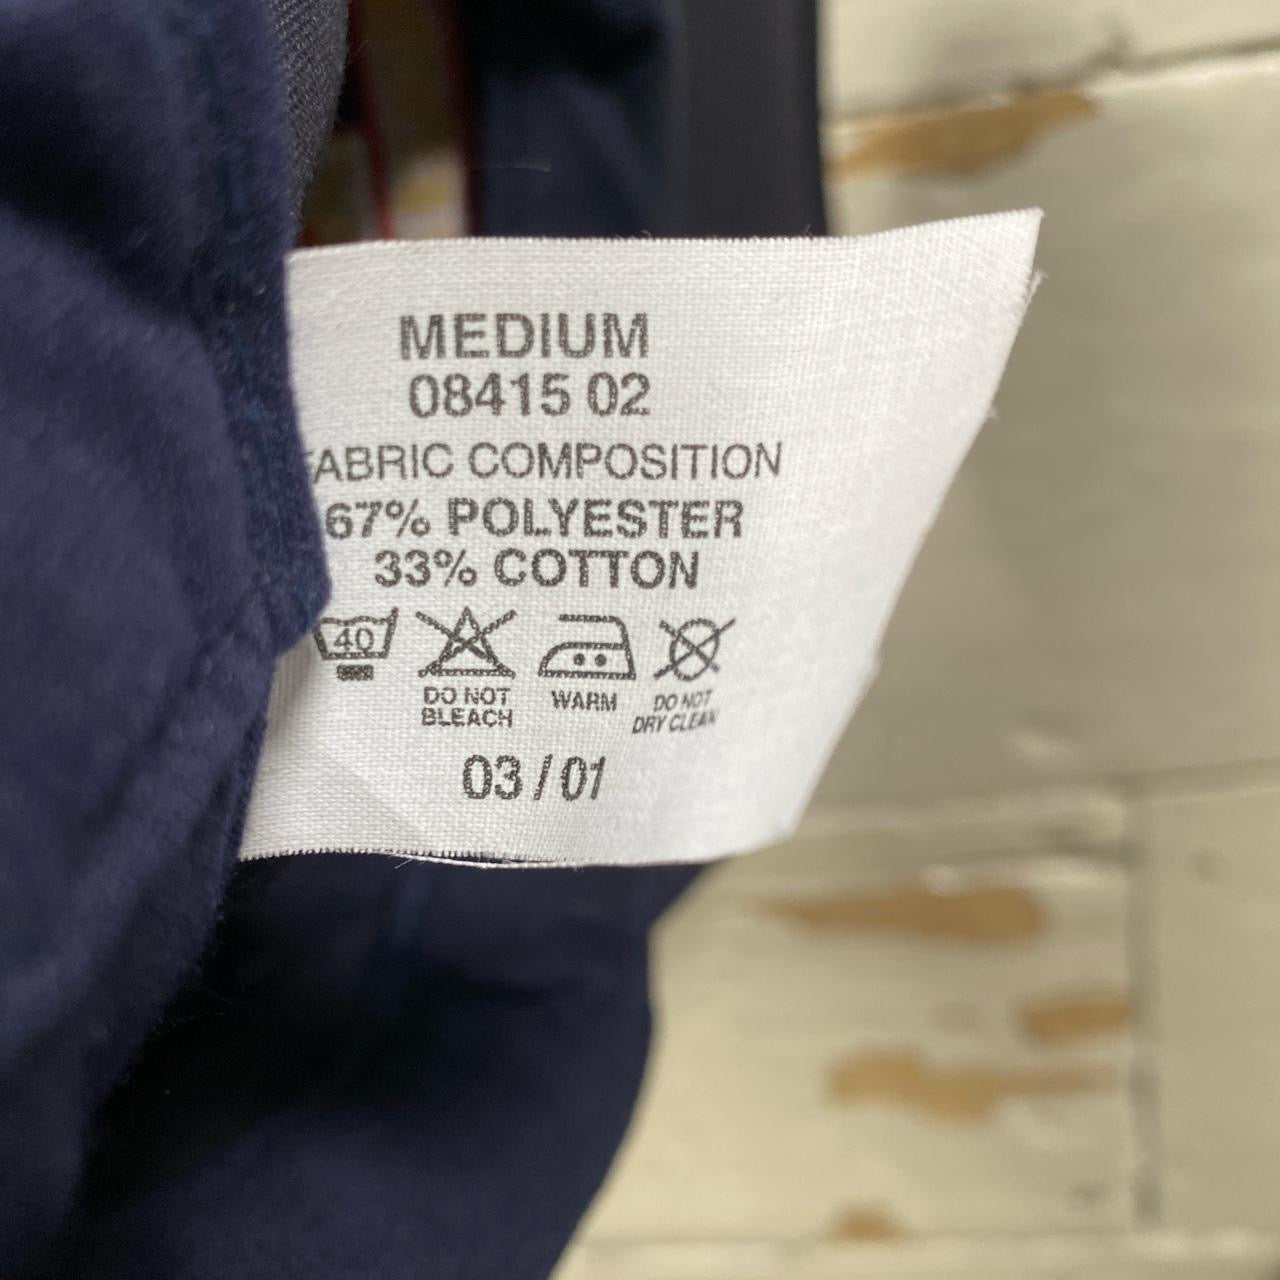 MEDIUM
08415 02
FABRIC COMPOSITION
67% POLYESTER
33% COTTON
40
DO NOT
BLEACH
WARM
DO NOT
DRY CLEAN
03 / 01